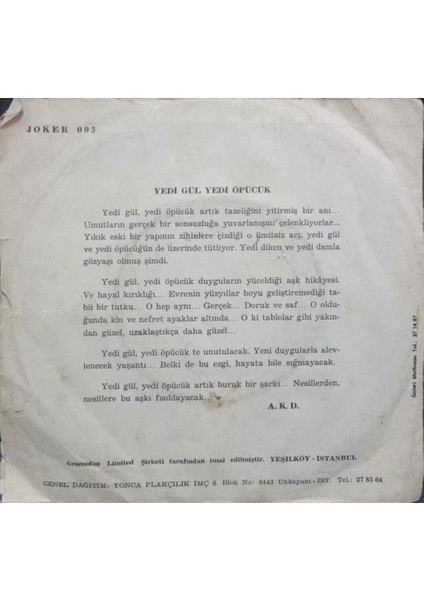 JOKER 003
YEDİ GÜL YEDİ ÖPÜCÜK
Yedi gül, yedi öpücük artık tazeliğini yitirmiş bir anı...
Umutların gerçek bir sonsuzluğa yuvarlanışını çelenkliyorlar...
Yıkık eski bir yapının zihinlere çizdiği o ümitsiz acı, yedi gül
ve yedi öpücüğün de üzerinde tütüyor. Yedi diken ve yedi damla
gözyaşı olmuş şimdi.
Yedi gül, yedi öpücük duyguların yüceldiği aşk hikâyesi.
Ve hayal kırıklığı... Evrenin yüzyıllar boyu geliştiremediği ta-
bii bir tutku... O hep aynı... Gerçek... Doruk ve saf... O oldu-
ğunda kin ve nefret ayaklar altında... O ki tablolar gibi yakın-
dan güzel, uzaklaştıkça daha güzel...
Yedi gül, yedi öpücük te unutulacak. Yeni duygularla alev-
lenecek yaşantı... Belki de bu ezgi, hayata bile sığmayacak.
Yedi gül, yedi öpücük artık buruk bir şarkı... Nesillerden,
nesillere bu aşkı fısıldayacak...
A. K. D.
Gramofon Limited Şirketi tarafından imal edilmiştir. YEŞİLKÖY - İSTANBUL
GENEL DAĞITIM: YONCA PLAKÇILIK İMÇ 6. Blok No: 6443 Unkapanı - İST. Tel: 27 85 64
Matbaası Tel.: 27 14 87